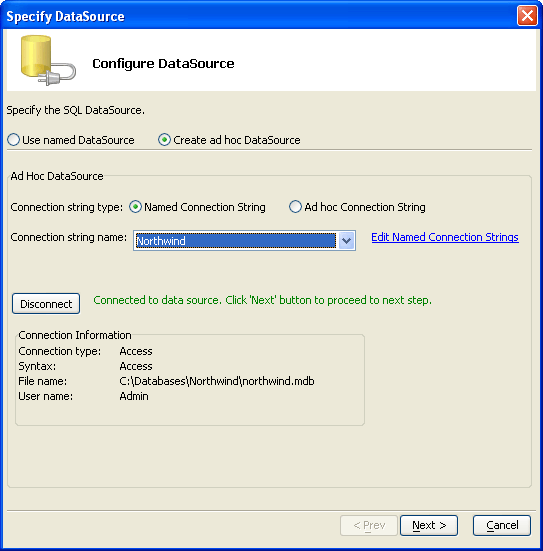 Specify DataSource
Configure DataSource
Specify the SQL DataSource.
Use named DataSource Create ad hoc DataSource
Ad Hoc DataSource
Connection string type: Named Connection String Ad hoc Connection String
Connection string name: Northwind Edit Named Connection Strings
Disconnect Connected to data source. Click 'Next' button to proceed to next step.
Connection Information
Connection type: Access
Syntax: Access
File name: C:\Databases\Northwind\northwind.mdb
User name: Admin
< Prev Next > Cancel